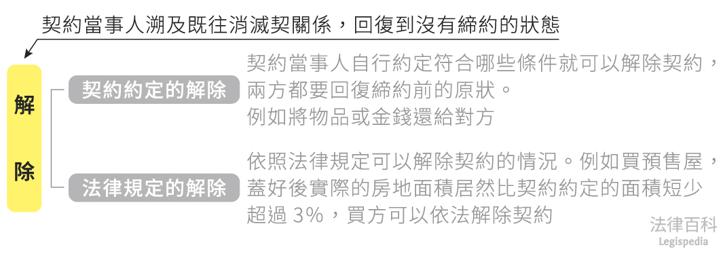 契約當事人溯及既往消滅契關係，回復到沒有締約的狀態
解除
契約約定的解除
契約當事人自行約定符合哪些條件就可以解除契約，
兩方都要回復締約前的原狀。
例如將物品或金錢還給對方
法律規定的解除
依照法律規定可以解除契約的情況。例如買預售屋，
蓋好後實際的房地面積居然比契約約定的面積短少
超過 3%，買方可以依法解除契約
法律百科
Legispedia